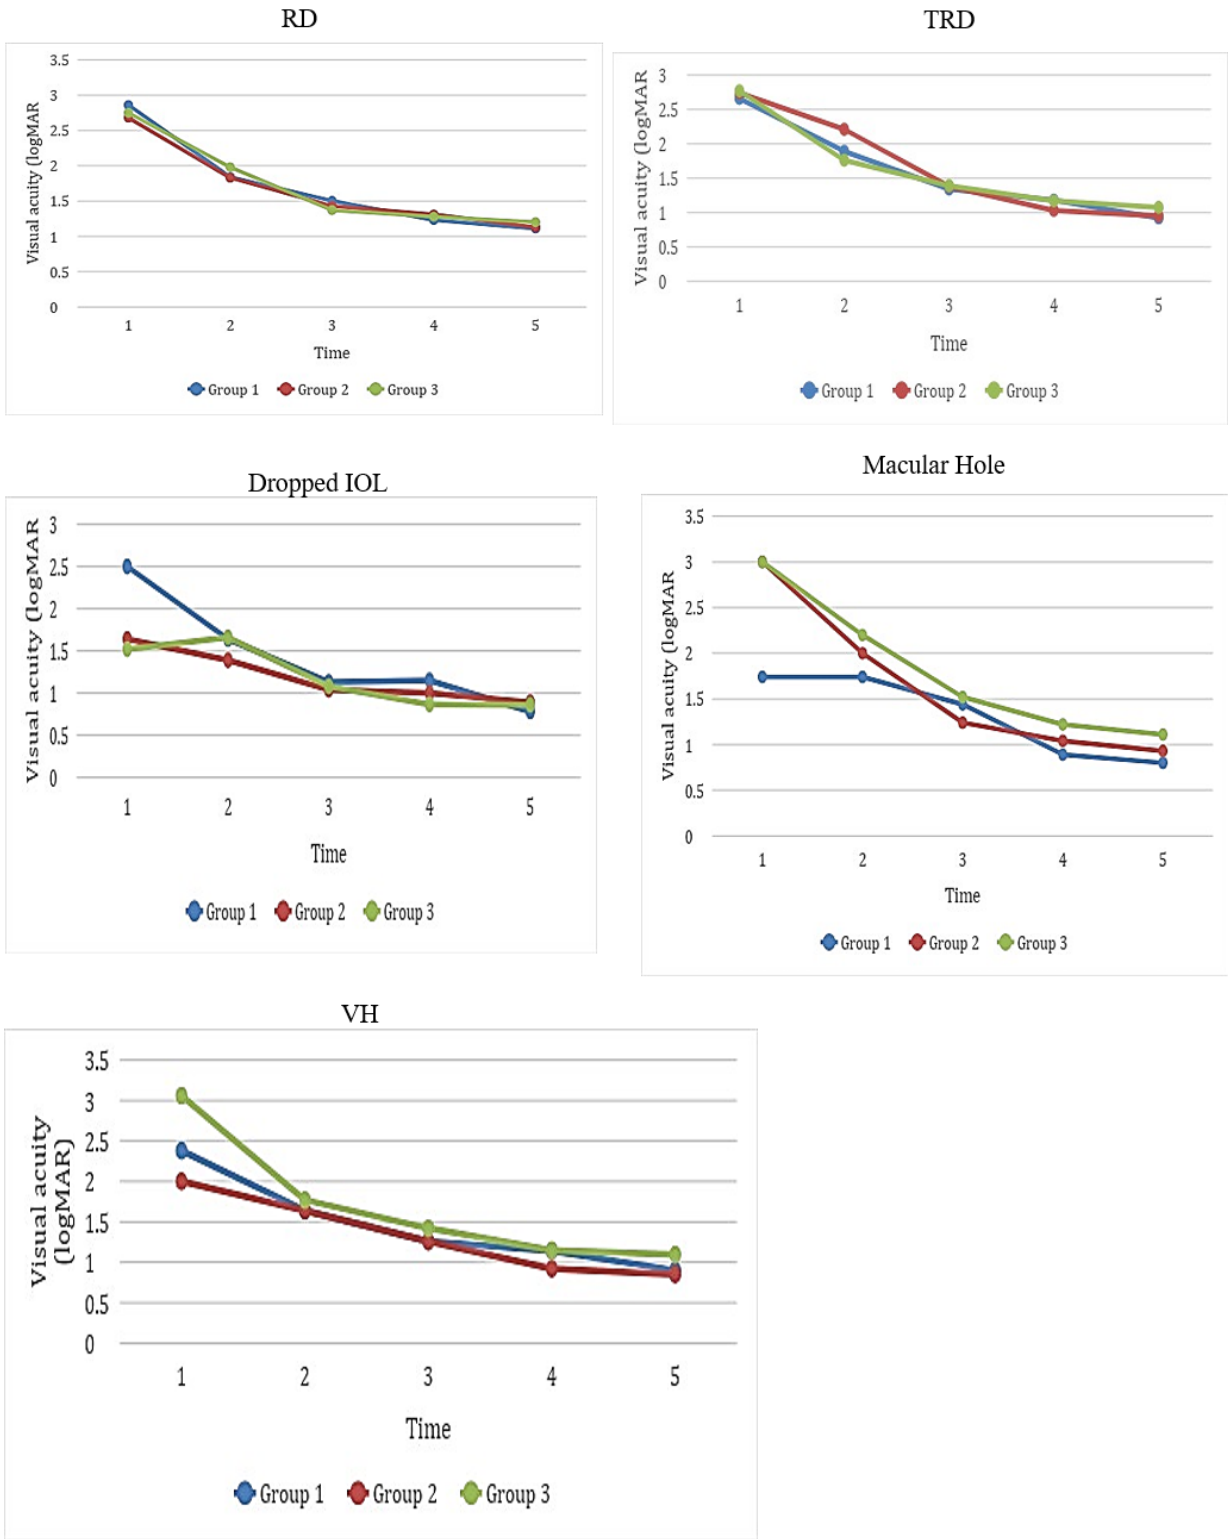 RD
3.5
3
2.5
2
1.5
1
0.5
0
Visual acuity (logMAR
1 2 3 4 5
Time
Group 1 Group 2 Group 3
TRD
3
2.5
2
1.5
1
0.5
0
Visual acuity (logMAR
1 2 3 4 5
Time
Group 1 Group 2 Group 3
Dropped IOL
3
2.5
2
1.5
1
0.5
0
Visual acuity (logMAR
1 2 3 4 5
Time
Group 1 Group 2 Group 3
Macular Hole
3.5
3
2.5
2
1.5
1
0.5
0
Visual acuity (logMAR
1 2 3 4 5
Time
Group 1 Group 2 Group 3
VH
3.5
3
2.5
2
1.5
1
0.5
0
Visual acuity
(logMAR)
1 2 3 4 5
Time
Group 1 Group 2 Group 3